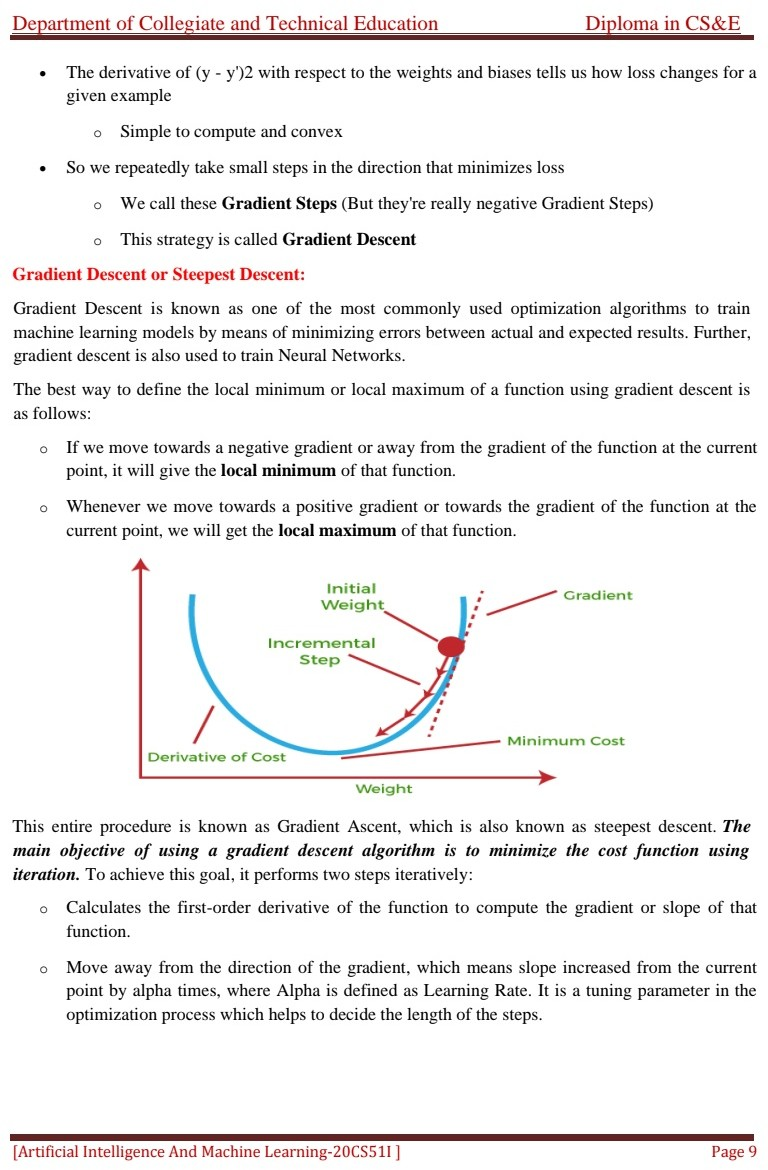 Department of Collegiate and Technical Education Diploma in CS&E
• The derivative of (y - y')2 with respect to the weights and biases tells us how loss changes for a
given example
o Simple to compute and convex
• So we repeatedly take small steps in the direction that minimizes loss
o We call these Gradient Steps (But they're really negative Gradient Steps)
o This strategy is called Gradient Descent
Gradient Descent or Steepest Descent:
Gradient Descent is known as one of the most commonly used optimization algorithms to train
machine learning models by means of minimizing errors between actual and expected results. Further,
gradient descent is also used to train Neural Networks.
The best way to define the local minimum or local maximum of a function using gradient descent is
as follows:
o If we move towards a negative gradient or away from the gradient of the function at the current
point, it will give the local minimum of that function.
o Whenever we move towards a positive gradient or towards the gradient of the function at the
current point, we will get the local maximum of that function.
Initial
Weight
Gradient
Incremental
Step
Minimum Cost
Derivative of Cost
Weight
This entire procedure is known as Gradient Ascent, which is also known as steepest descent. The
main objective of using a gradient descent algorithm is to minimize the cost function using
iteration. To achieve this goal, it performs two steps iteratively:
o Calculates the first-order derivative of the function to compute the gradient or slope of that
function.
o Move away from the direction of the gradient, which means slope increased from the current
point by alpha times, where Alpha is defined as Learning Rate. It is a tuning parameter in the
optimization process which helps to decide the length of the steps.
[Artificial Intelligence And Machine Learning-20CS51I ] Page 9